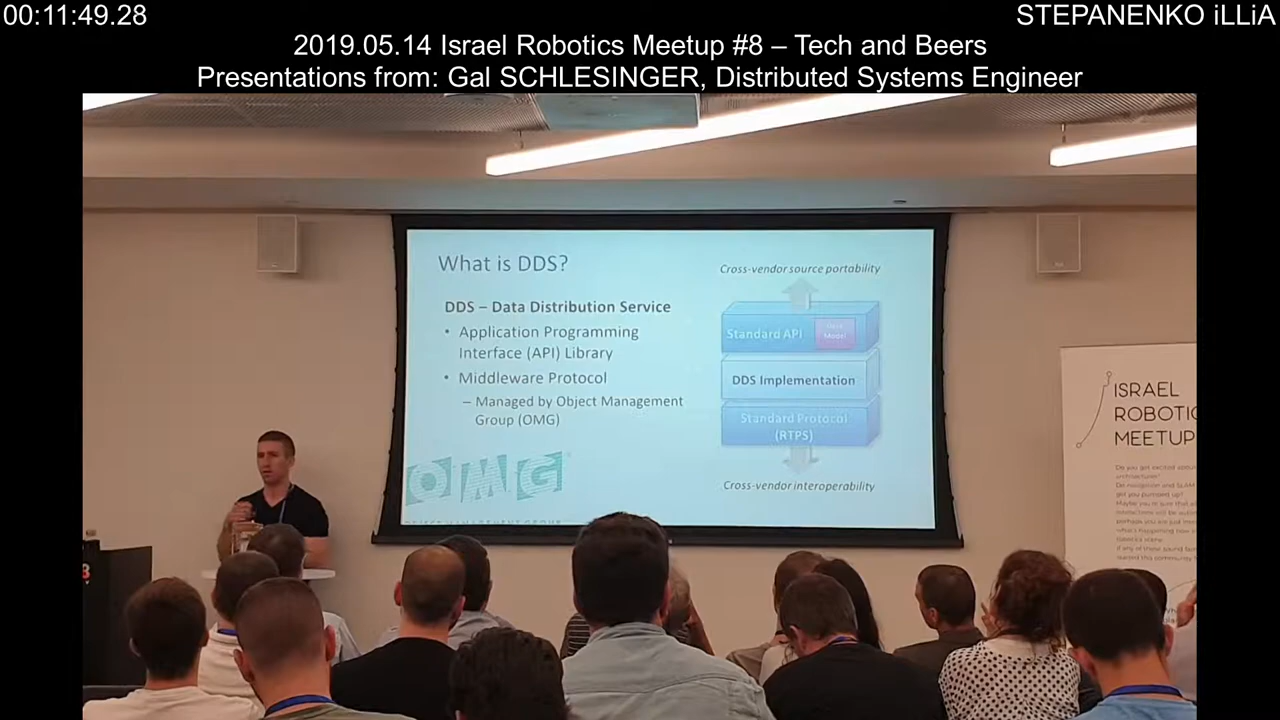 00:11:49.28
STEPANENKO iLLiA
2019.05.14 Israel Robotics Meetup #8 – Tech and Beers
Presentations from: Gal SCHLESINGER, Distributed Systems Engineer
What is DDS?
DDS – Data Distribution Service
• Application Programming
Interface (API) Library
• Middleware Protocol
– Managed by Object Management
Group (OMG)
OMG
Cross-vendor source portability
Standard API
Model
DDS Implementation
Standard Protocol
(RTPS)
Cross-vendor interoperability
ISRAEL
ROBOTIC
MEETUP